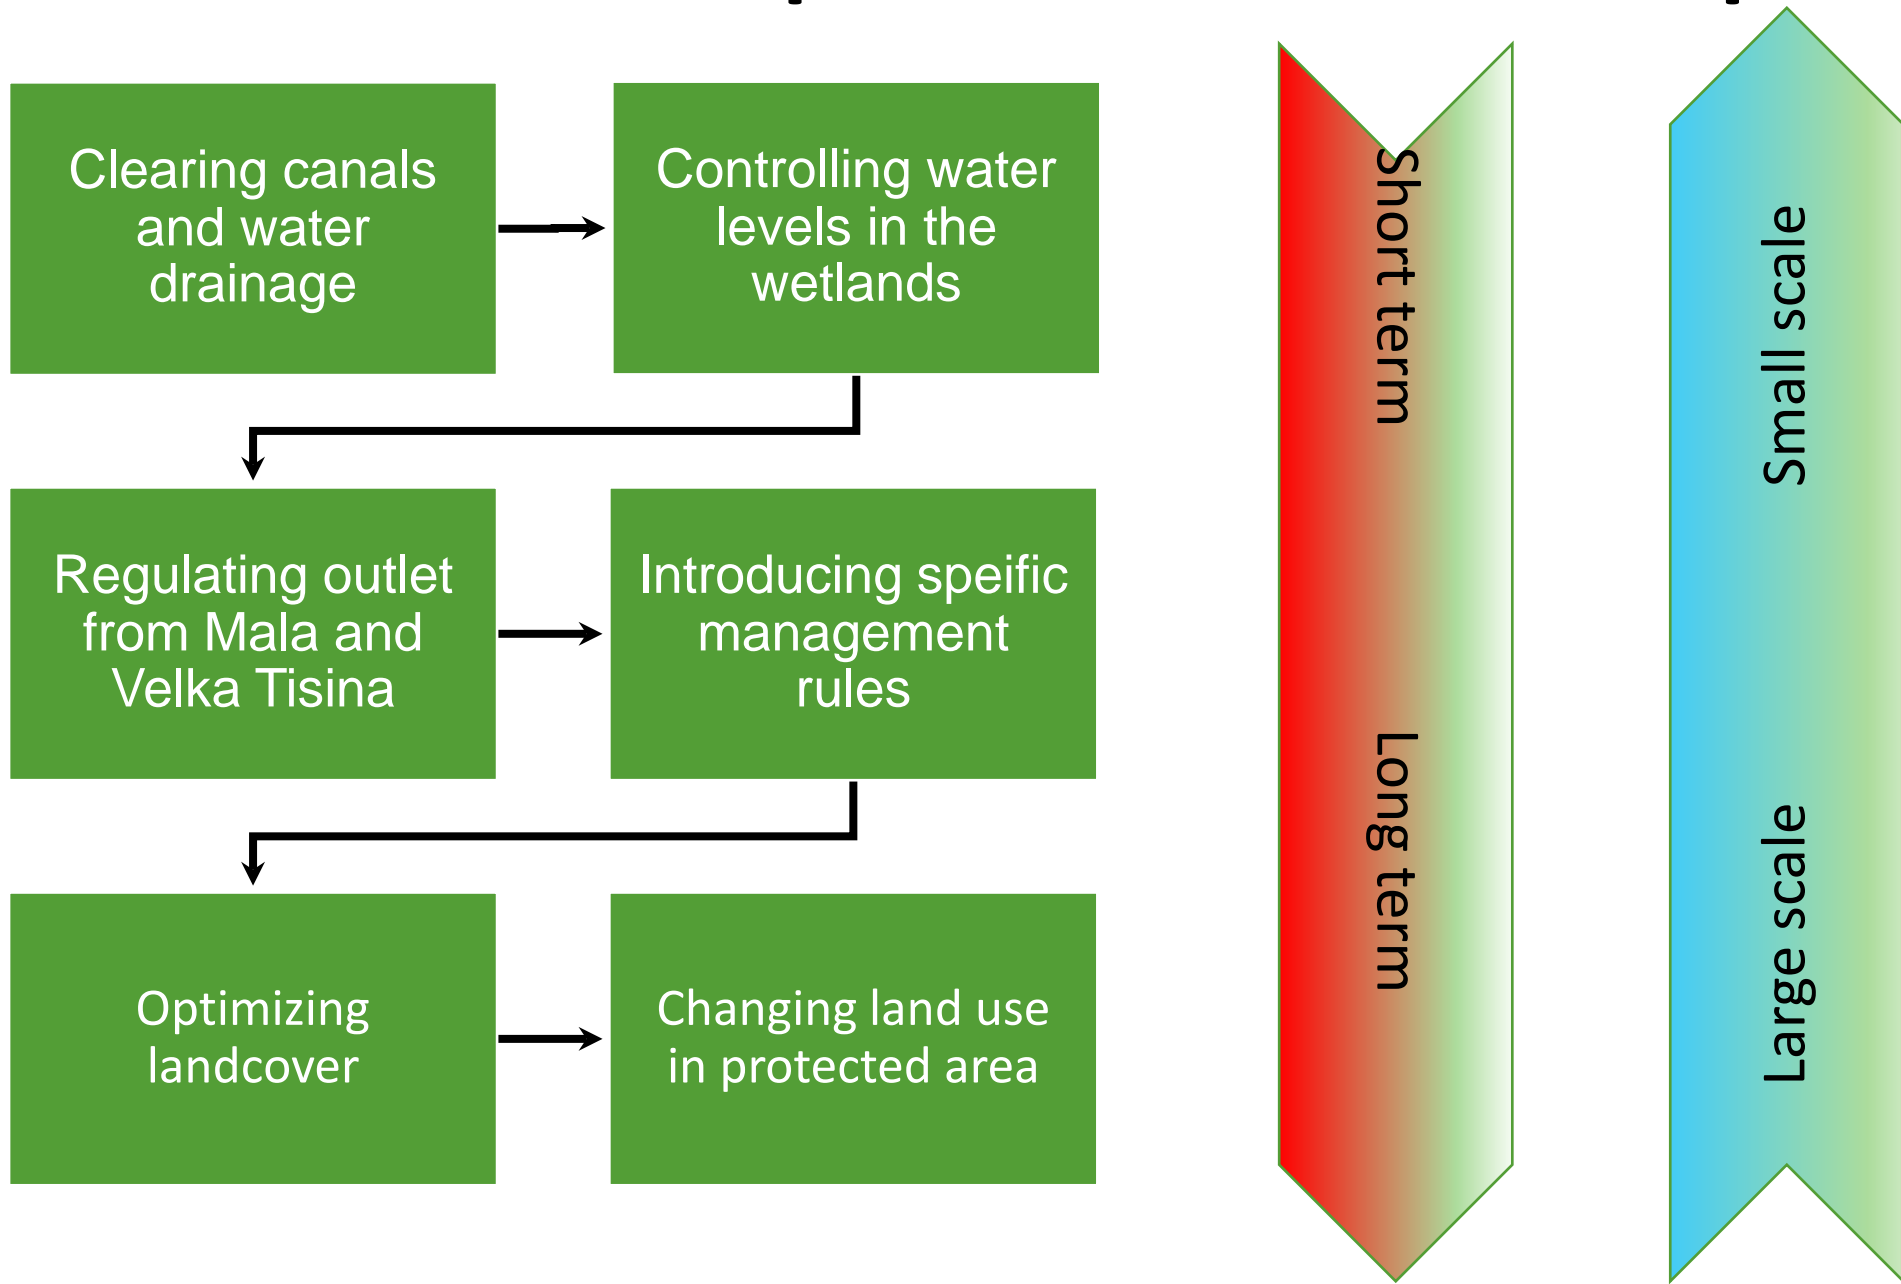 Clearing canals
and water
drainage
Controlling water
levels in the
wetlands
Regulating outlet
from Mala and
Velka Tisina
Introducing speific
management
rules
Optimizing
landcover
Changing land use
in protected area
Short term
Long term
Small scale
Large scale